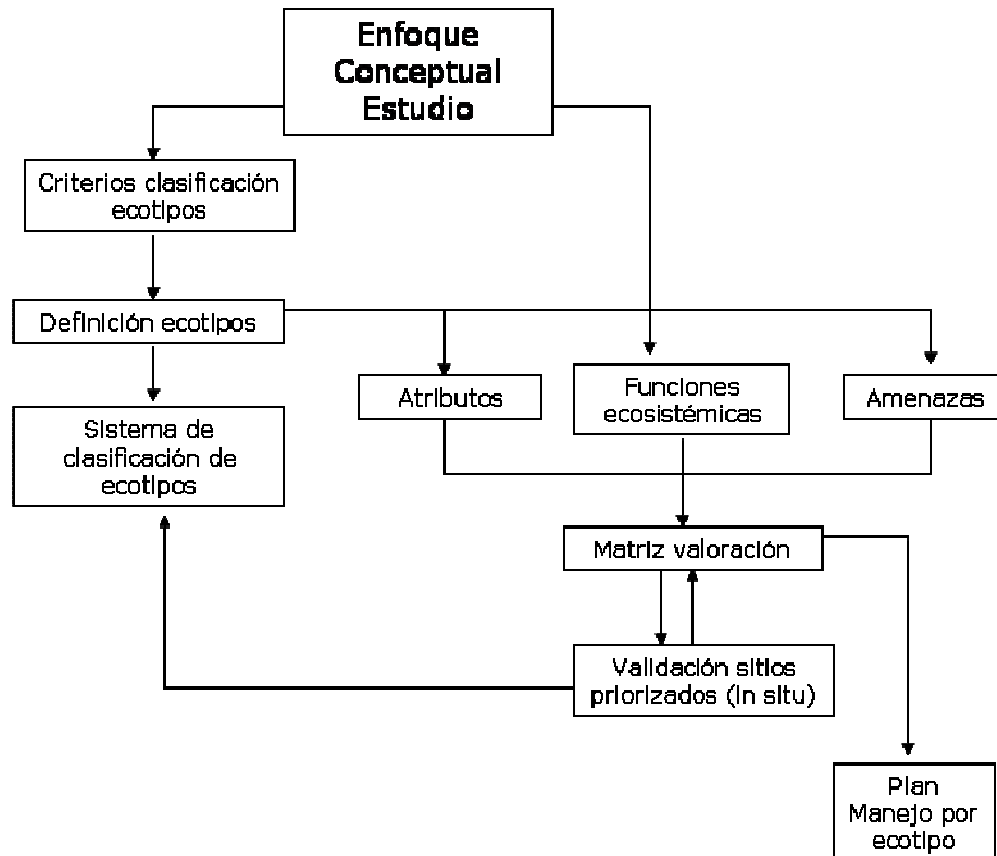 Enfoque
Conceptual
Estudio
Criterios clasificación
ecotipos
Definición ecotipos
Sistema de
clasificación de
ecotipos
Atributos
Funciones
ecosistémicas
Amenazas
Matriz valoración
Validación sitios
priorizados (in situ)
Plan
Manejo por
ecotipo